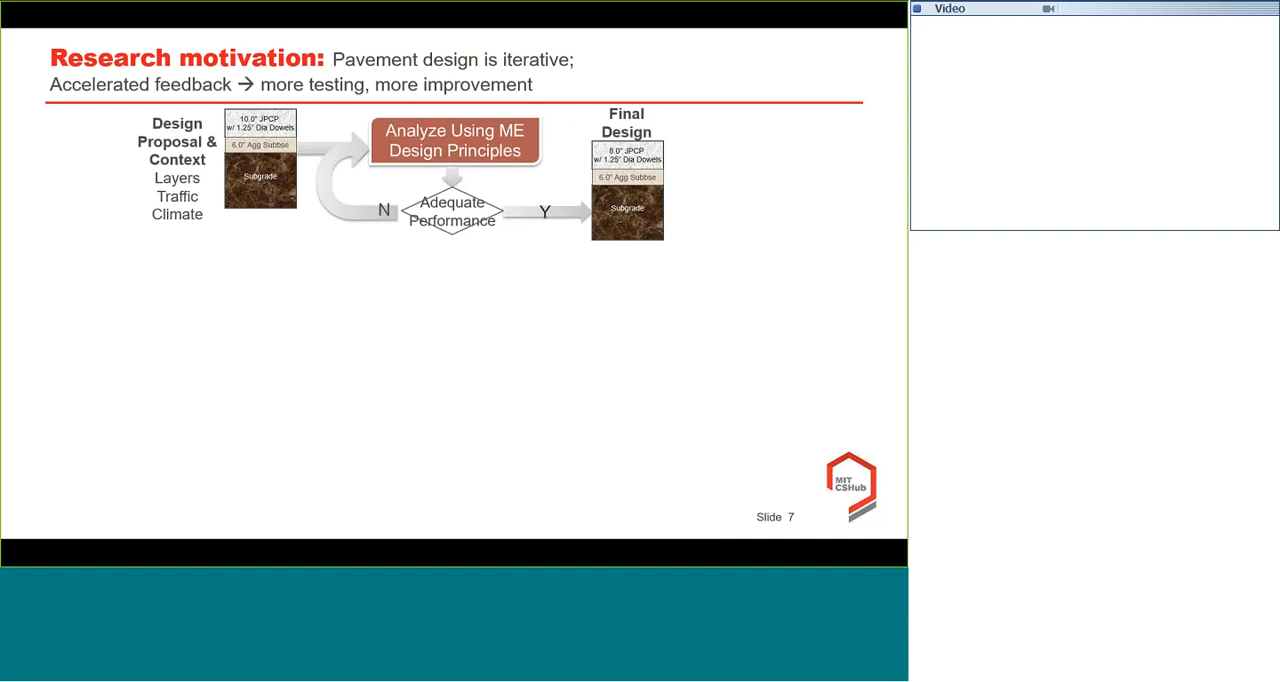 Video
Research motivation: Pavement design is iterative;
Accelerated feedback → more testing, more improvement
Design
Proposal &
Context
Layers
Traffic
Climate
10.0" JPCP
w/ 1.25" Dia Dowels
6.0" Agg Subbse
Subgrade
Analyze Using ME
Design Principles
Adequate
Performance
N
Y
Final
Design
8.0" JPCP
w/ 1.25" Dia Dowels
6.0" Agg Subbse
Subgrade
MIT
CSHub
Slide 7